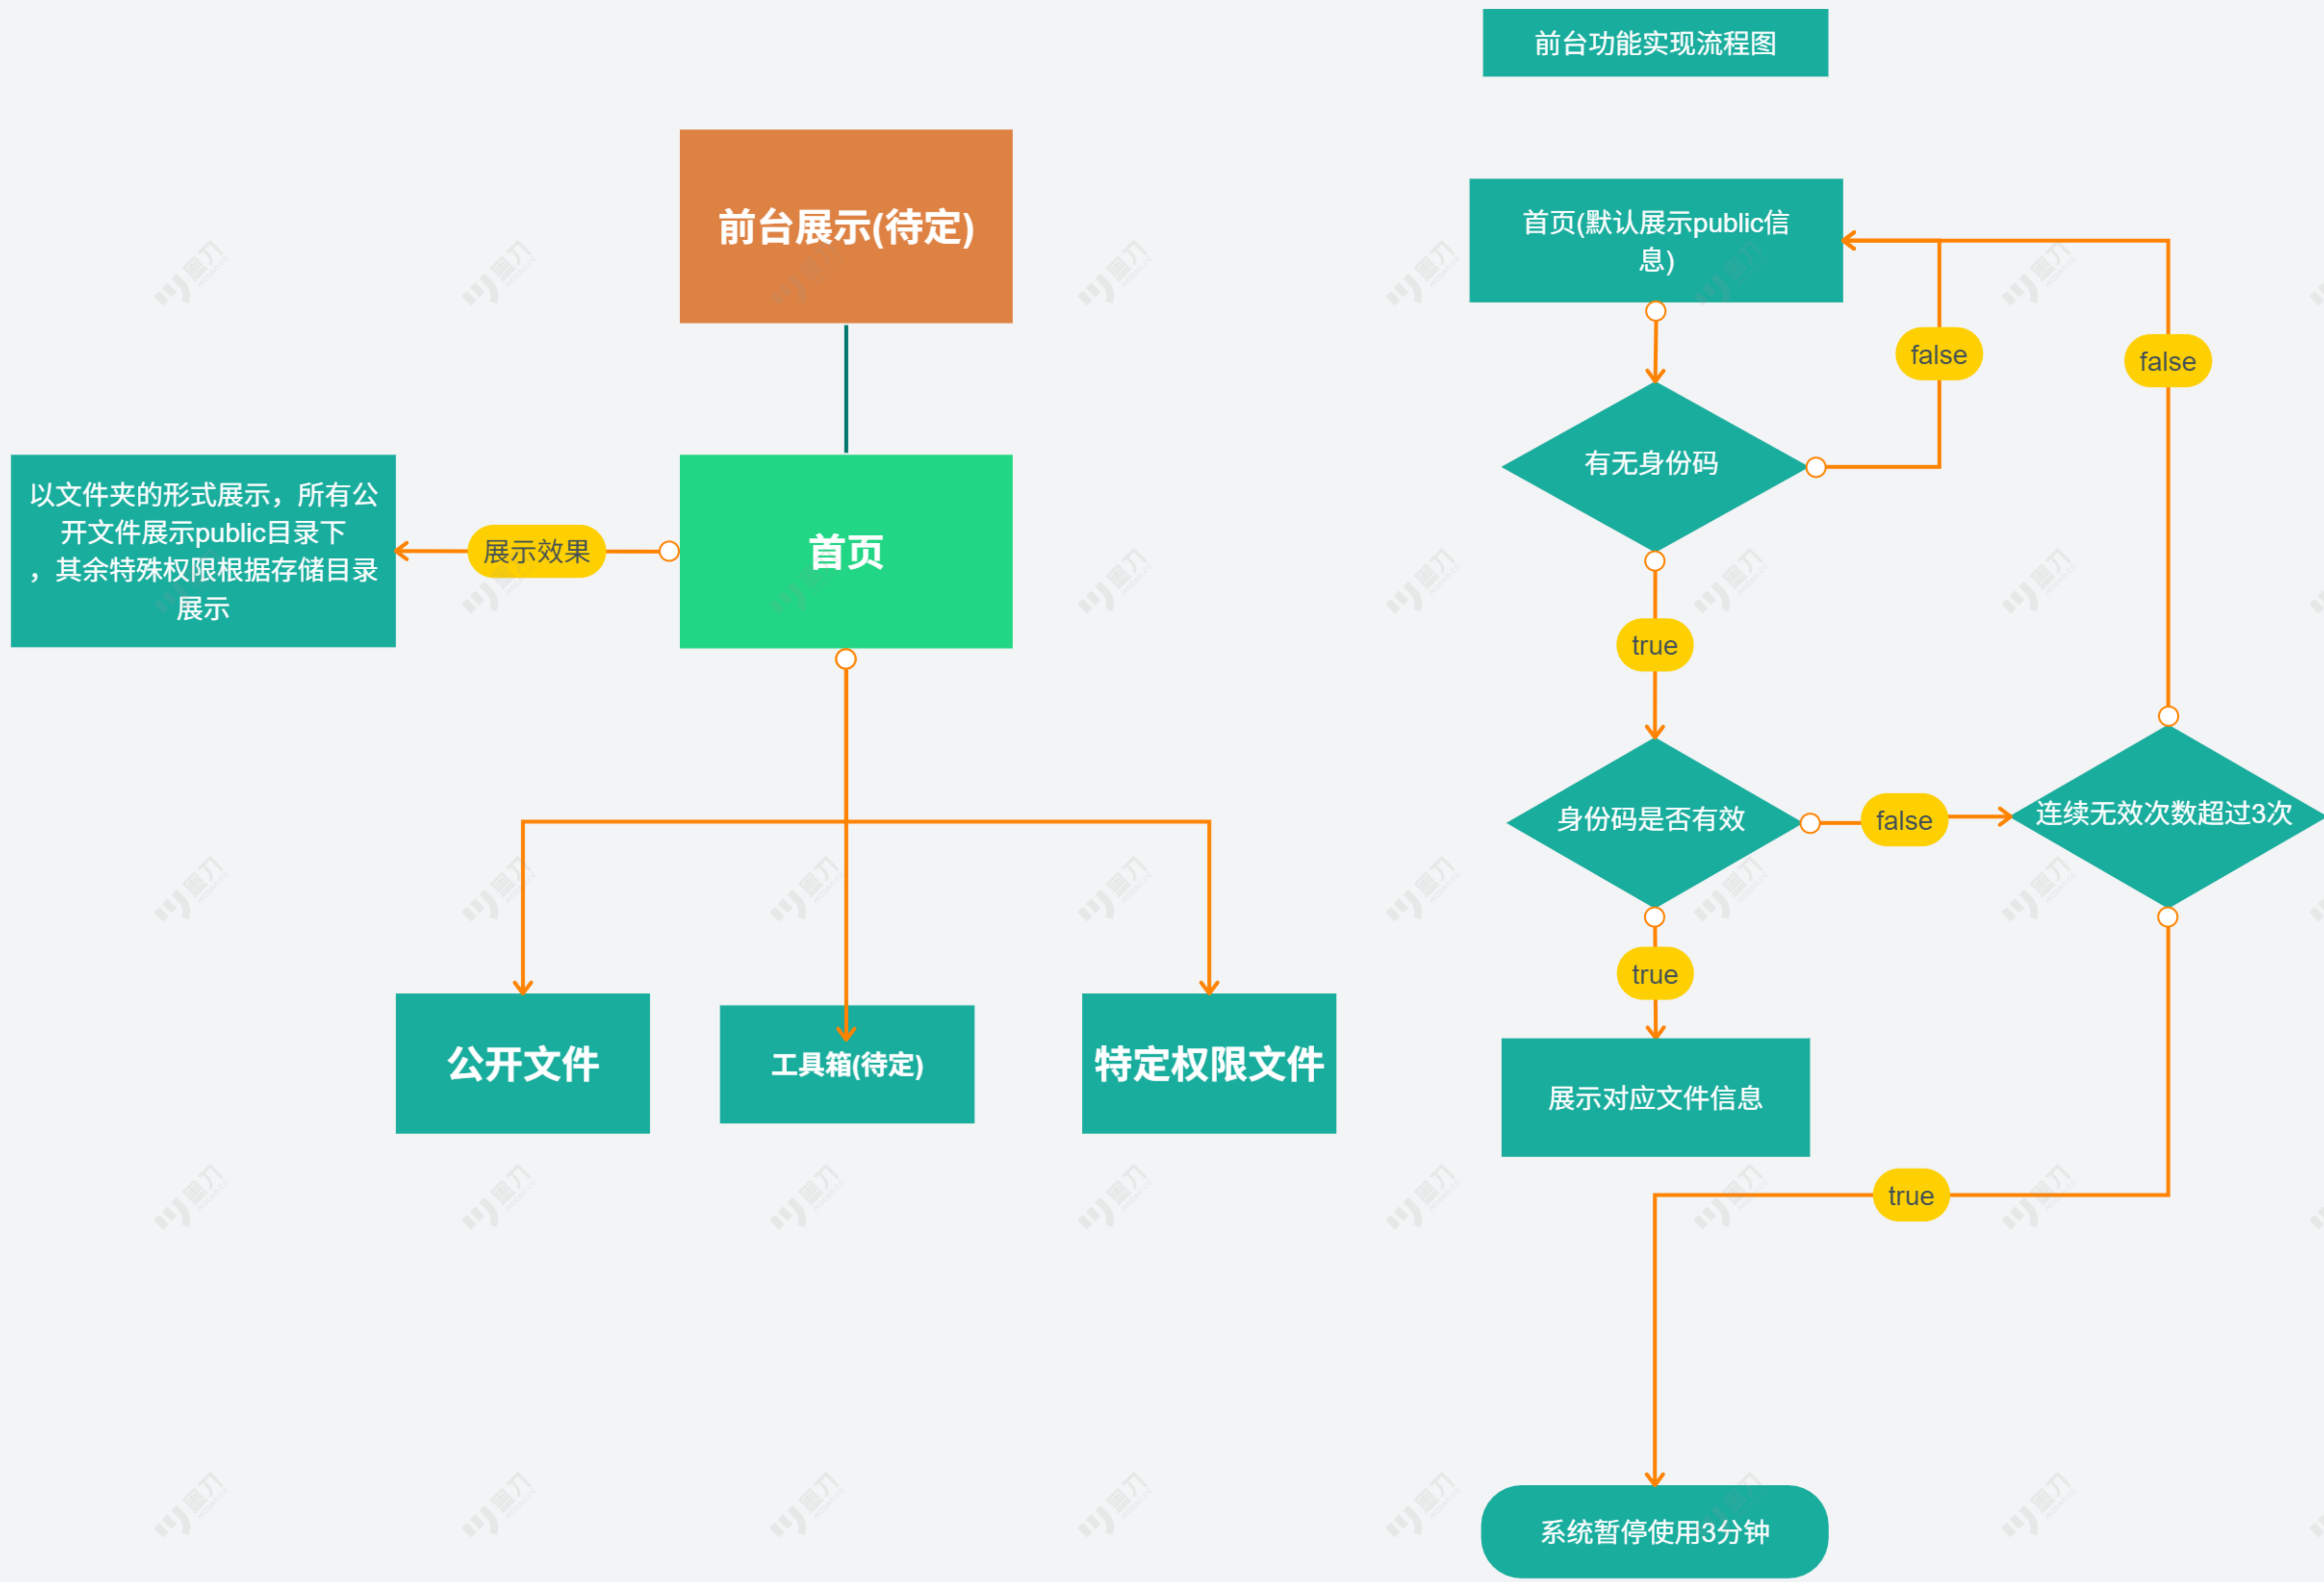 前台功能实现流程图
前台展示(待定)
首页
展示效果
以文件夹的形式展示，所有公
开文件展示public目录下
，其余特殊权限根据存储目录
展示
公开文件
工具箱(待定)
特定权限文件
首页(默认展示public信
息)
false
false
有无身份码
true
身份码是否有效
false
连续无效次数超过3次
true
展示对应文件信息
true
系统暂停使用3分钟
墨刀